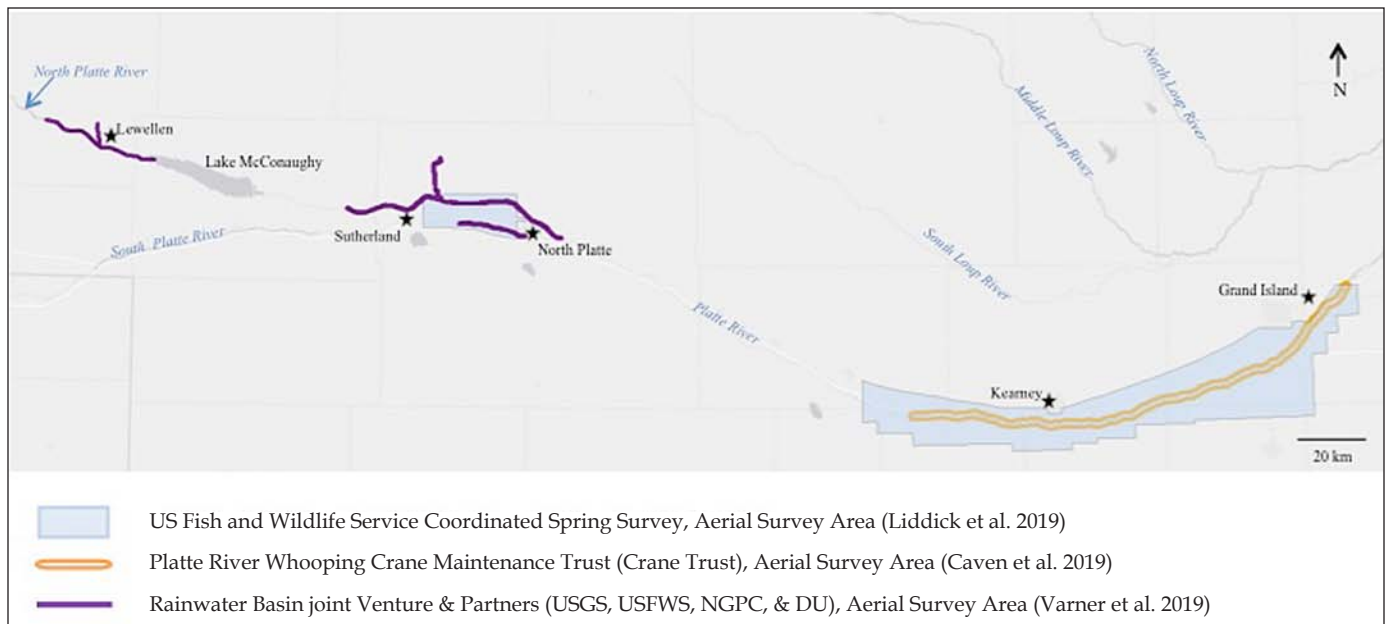 North Platte River
N
North Loup River
Middle Loup River
Lewellen
Lake McConaughy
South Platte River
Sutherland
North Platte
South Loup River
Platte River
Grand Island
Kearney
20 km
US Fish and Wildlife Service Coordinated Spring Survey, Aerial Survey Area (Liddick et al. 2019)
Platte River Whooping Crane Maintenance Trust (Crane Trust), Aerial Survey Area (Caven et al. 2019)
Rainwater Basin joint Venture & Partners (USGS, USFWS, NGPC, & DU), Aerial Survey Area (Varner et al. 2019)